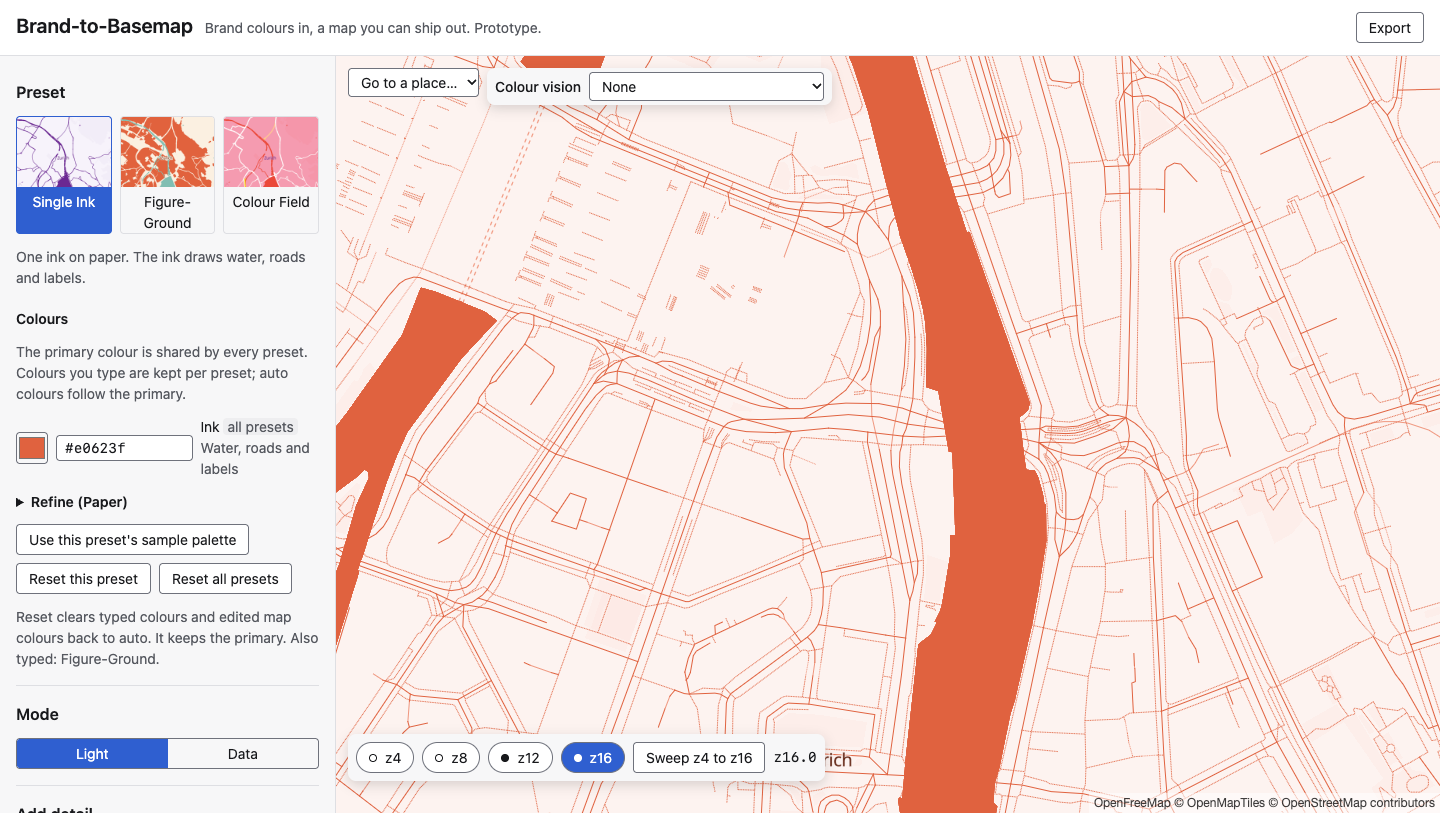 Brand-to-Basemap Brand colours in, a map you can ship out. Prototype.
Export
Preset
Single Ink
Figure-
Ground
Colour Field
One ink on paper. The ink draws water, roads
and labels.
Colours
The primary colour is shared by every preset.
Colours you type are kept per preset; auto
colours follow the primary.
#e0623f
Ink all presets
Water, roads and
labels
Refine (Paper)
Use this preset's sample palette
Reset this preset
Reset all presets
Reset clears typed colours and edited map
colours back to auto. It keeps the primary. Also
typed: Figure-Ground.
Mode
Light
Data
Add detail
Go to a place...
Colour vision
None
z4
z8
z12
z16
Sweep z4 to z16
z16.0
rich
OpenFreeMap © OpenMapTiles © OpenStreetMap contributors